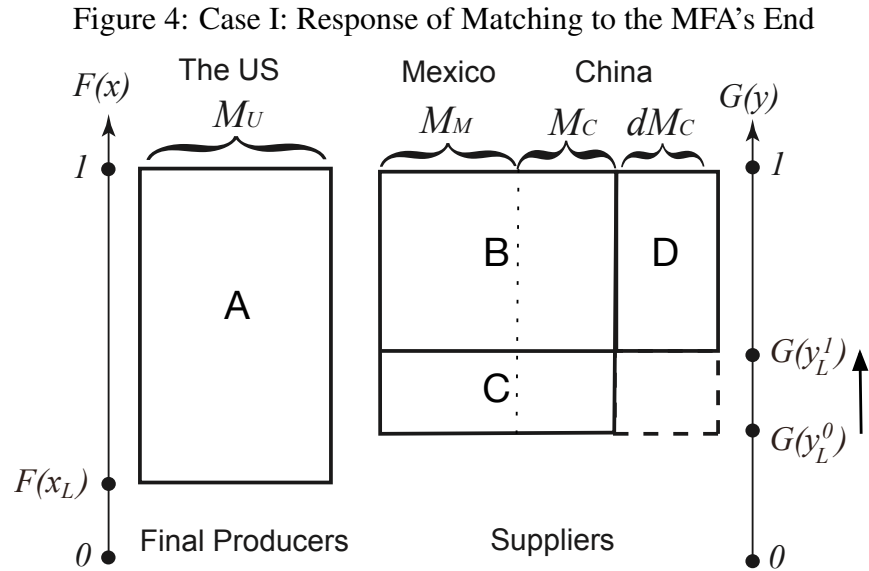 Figure 4: Case I: Response of Matching to the MFA's End
The US Mexico China
F(x) G(y)
M_U M_M M_C dM_C
1 1
B D
A
G(y_L^1)
C
G(y_L^0)
F(x_L)
Final Producers Suppliers
0 0